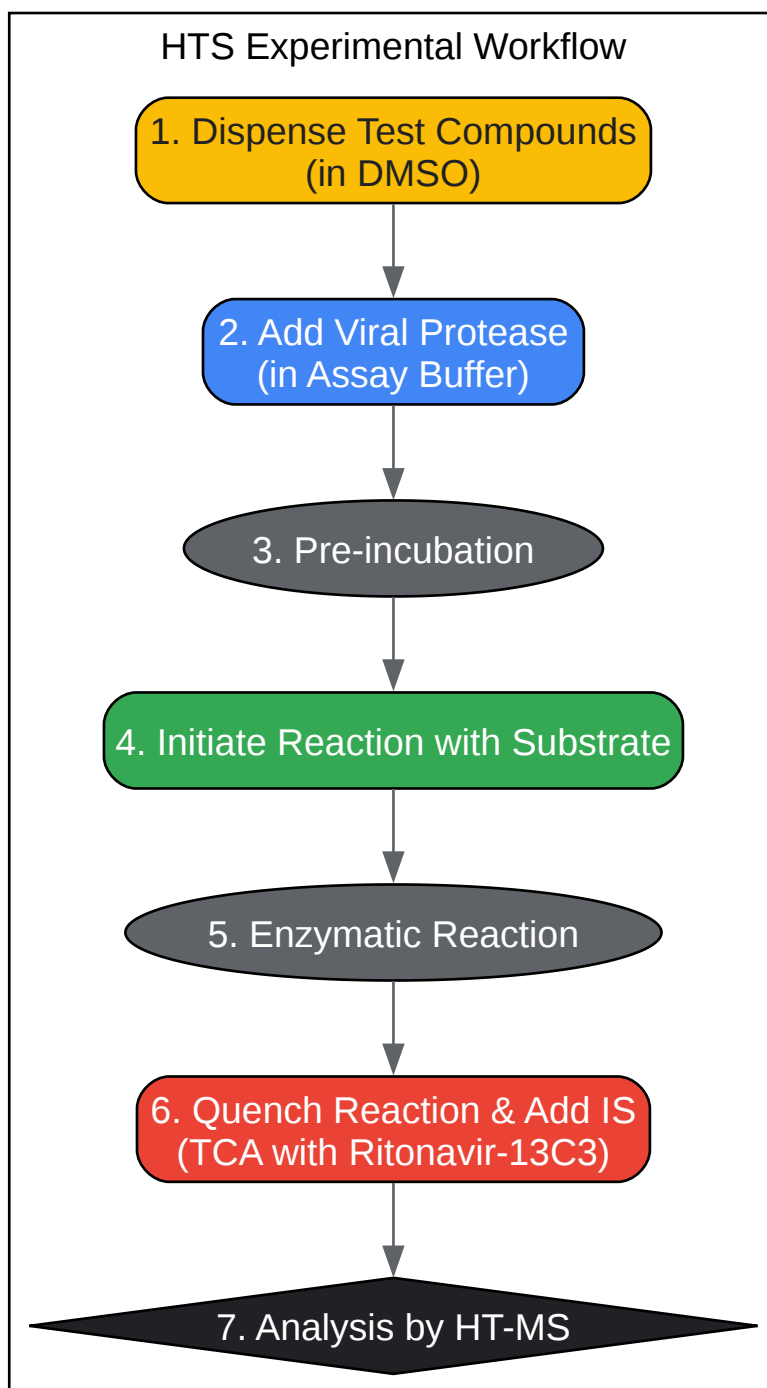 HTS Experimental Workflow
1. Dispense Test Compounds
(in DMSO)
2. Add Viral Protease
(in Assay Buffer)
3. Pre-incubation
4. Initiate Reaction with Substrate
5. Enzymatic Reaction
6. Quench Reaction & Add IS
(TCA with Ritonavir-13C3)
7. Analysis by HT-MS